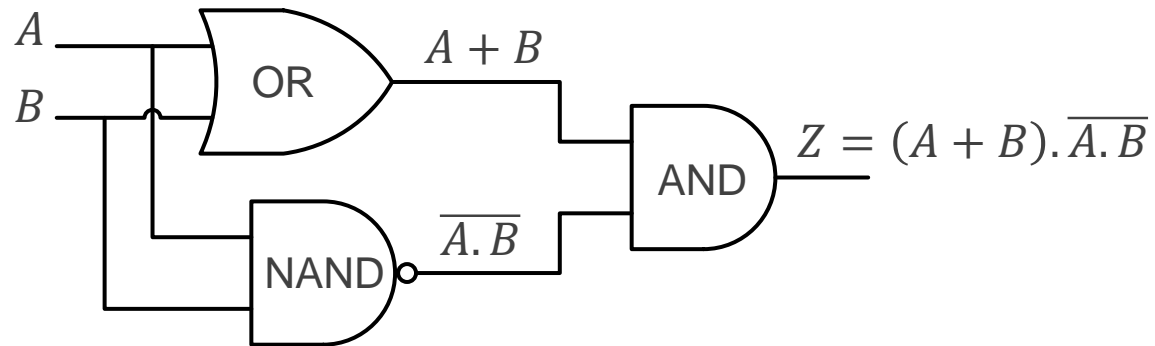 A
B
OR
A + B
NAND
A̅.̅B̅
AND
Z = (A + B). A̅.̅B̅